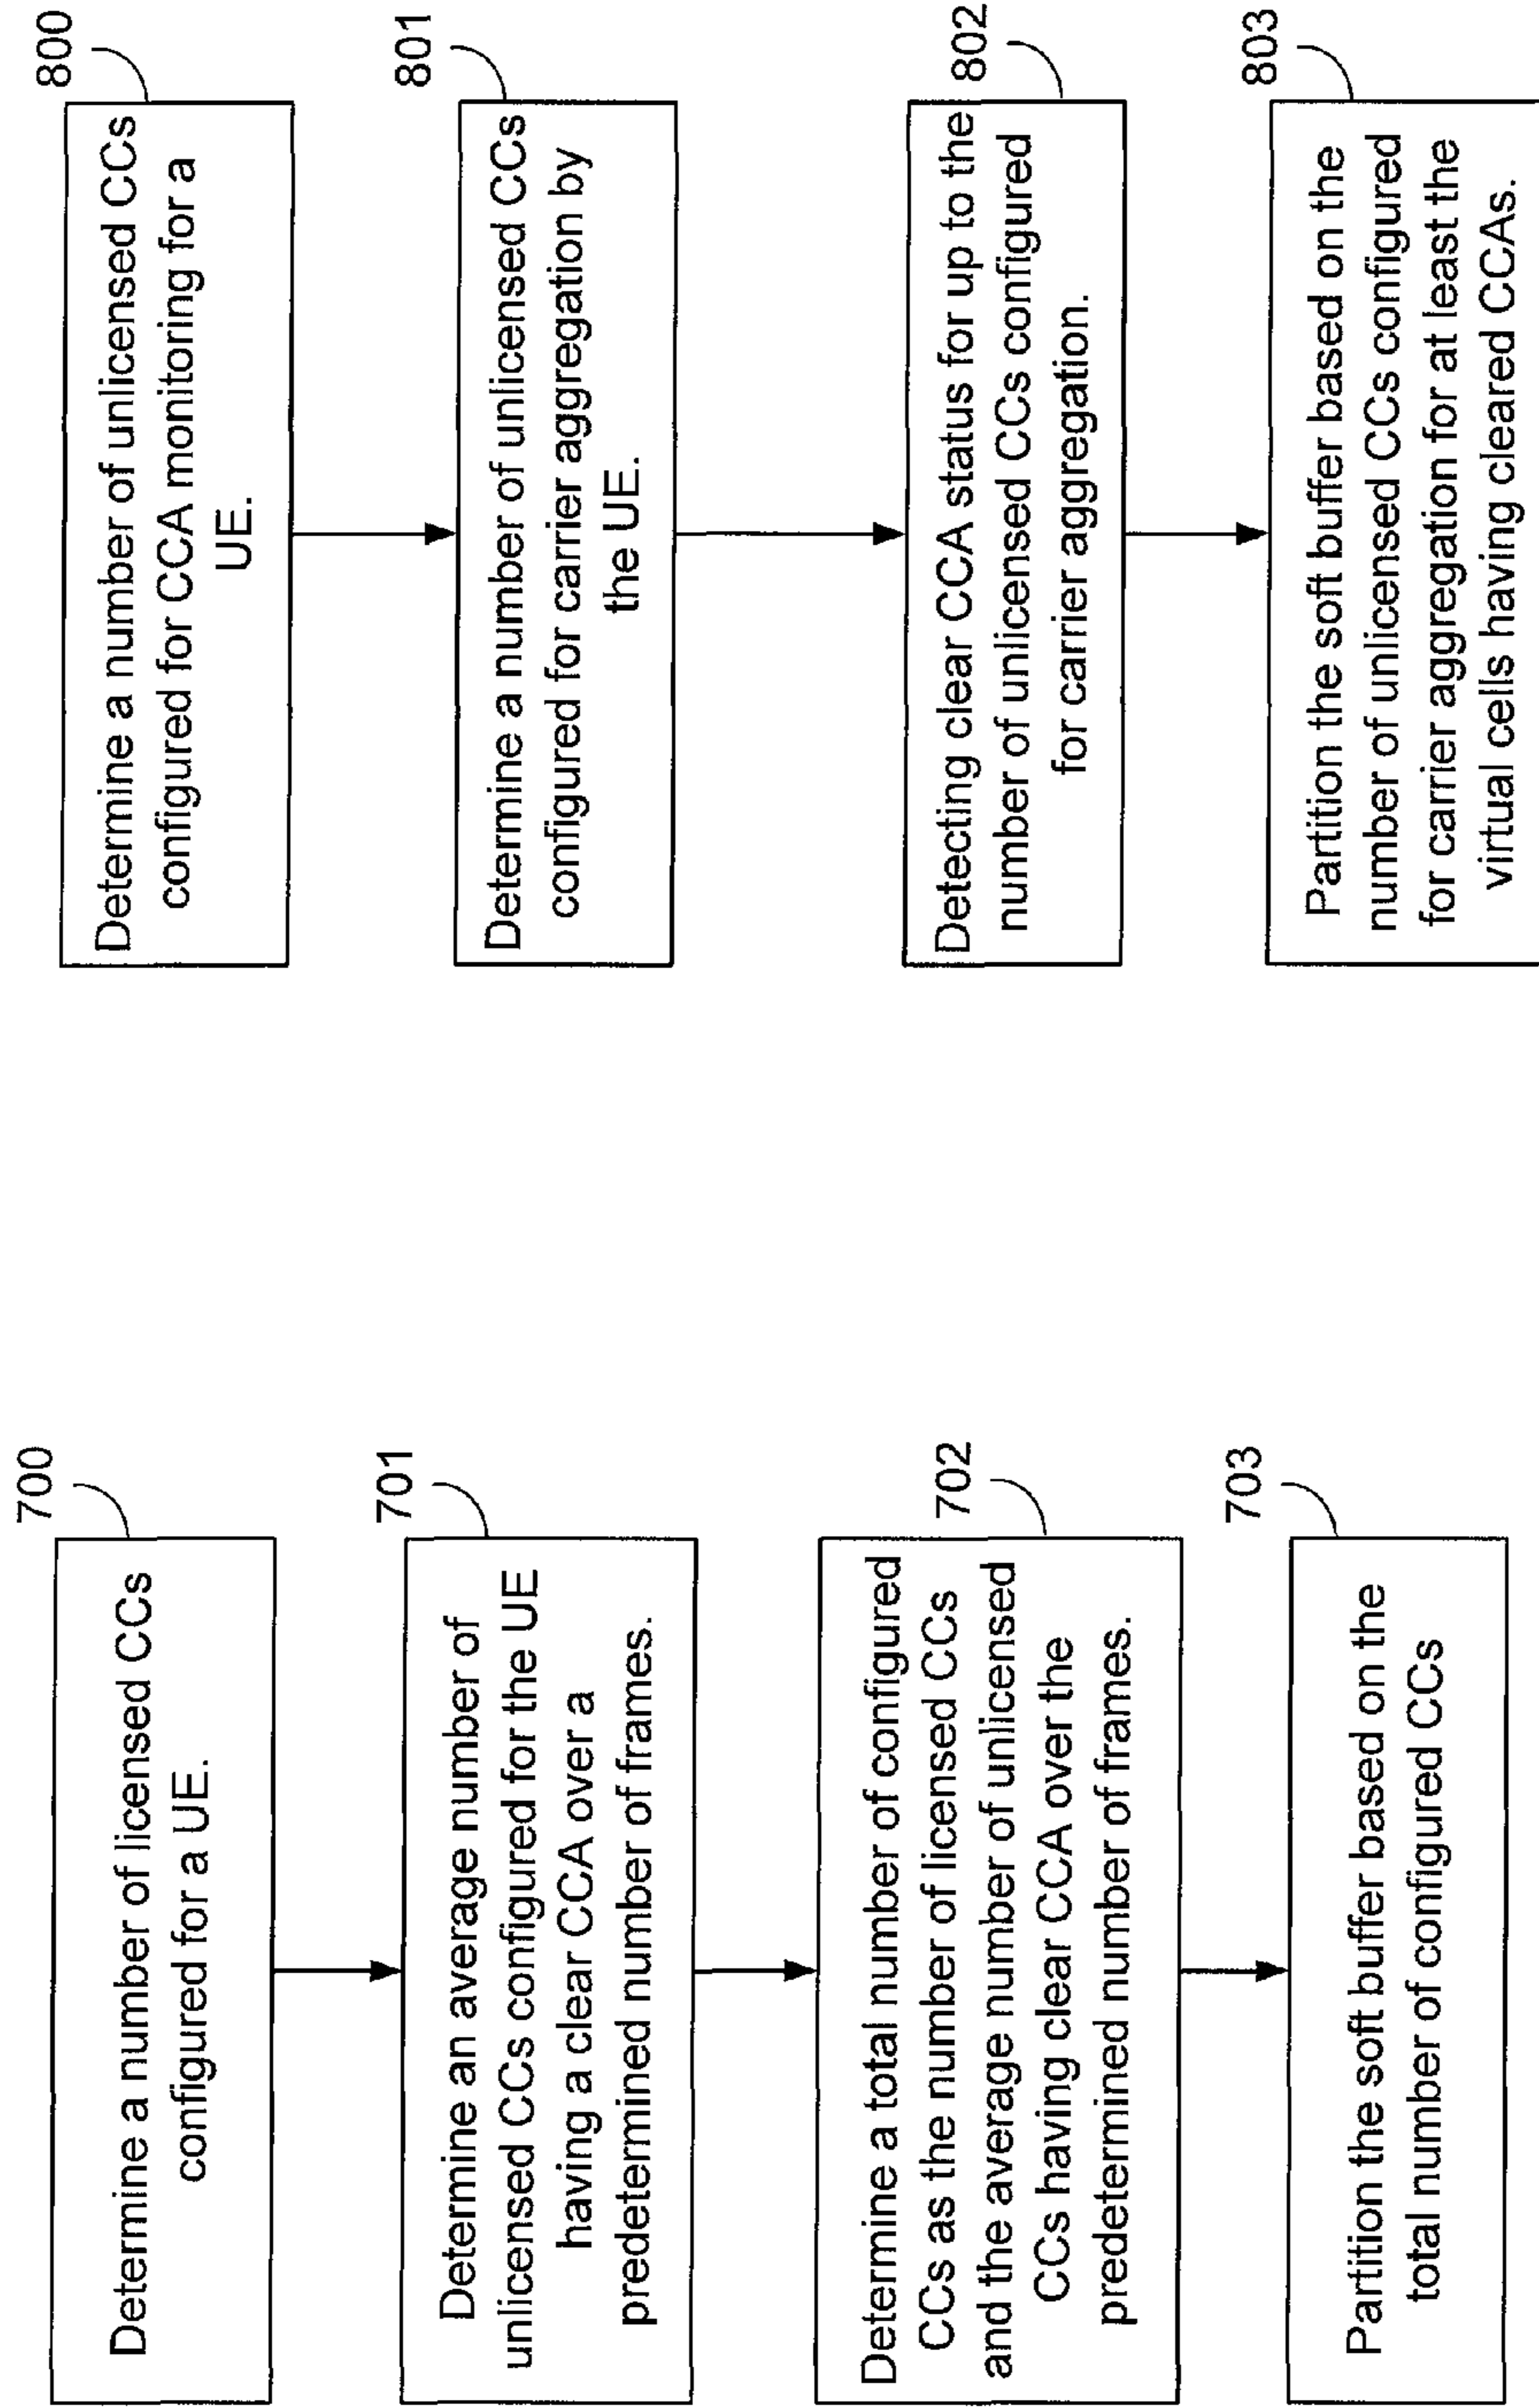 700
Determine a number of licensed CCs
configured for a UE.
701
Determine an average number of
unlicensed CCs configured for the UE
having a clear CCA over a
predetermined number of frames.
702
Determine a total number of configured
CCs as the number of licensed CCs
and the average number of unlicensed
CCs having clear CCA over the
predetermined number of frames.
703
Partition the soft buffer based on the
total number of configured CCs
800
Determine a number of unlicensed CCs
configured for CCA monitoring for a
UE.
801
Determine a number of unlicensed CCs
configured for carrier aggregation by
the UE.
802
Detecting clear CCA status for up to the
number of unlicensed CCs configured
for carrier aggregation.
803
Partition the soft buffer based on the
number of unlicensed CCs configured
for carrier aggregation for at least the
virtual cells having cleared CCAs.